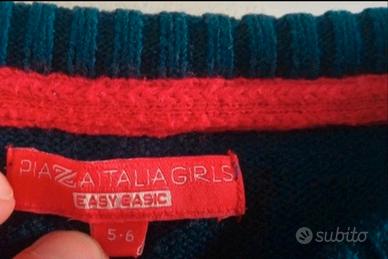 PIAZZAITALIAGIRLS
EASY BASIC
5-6
subito